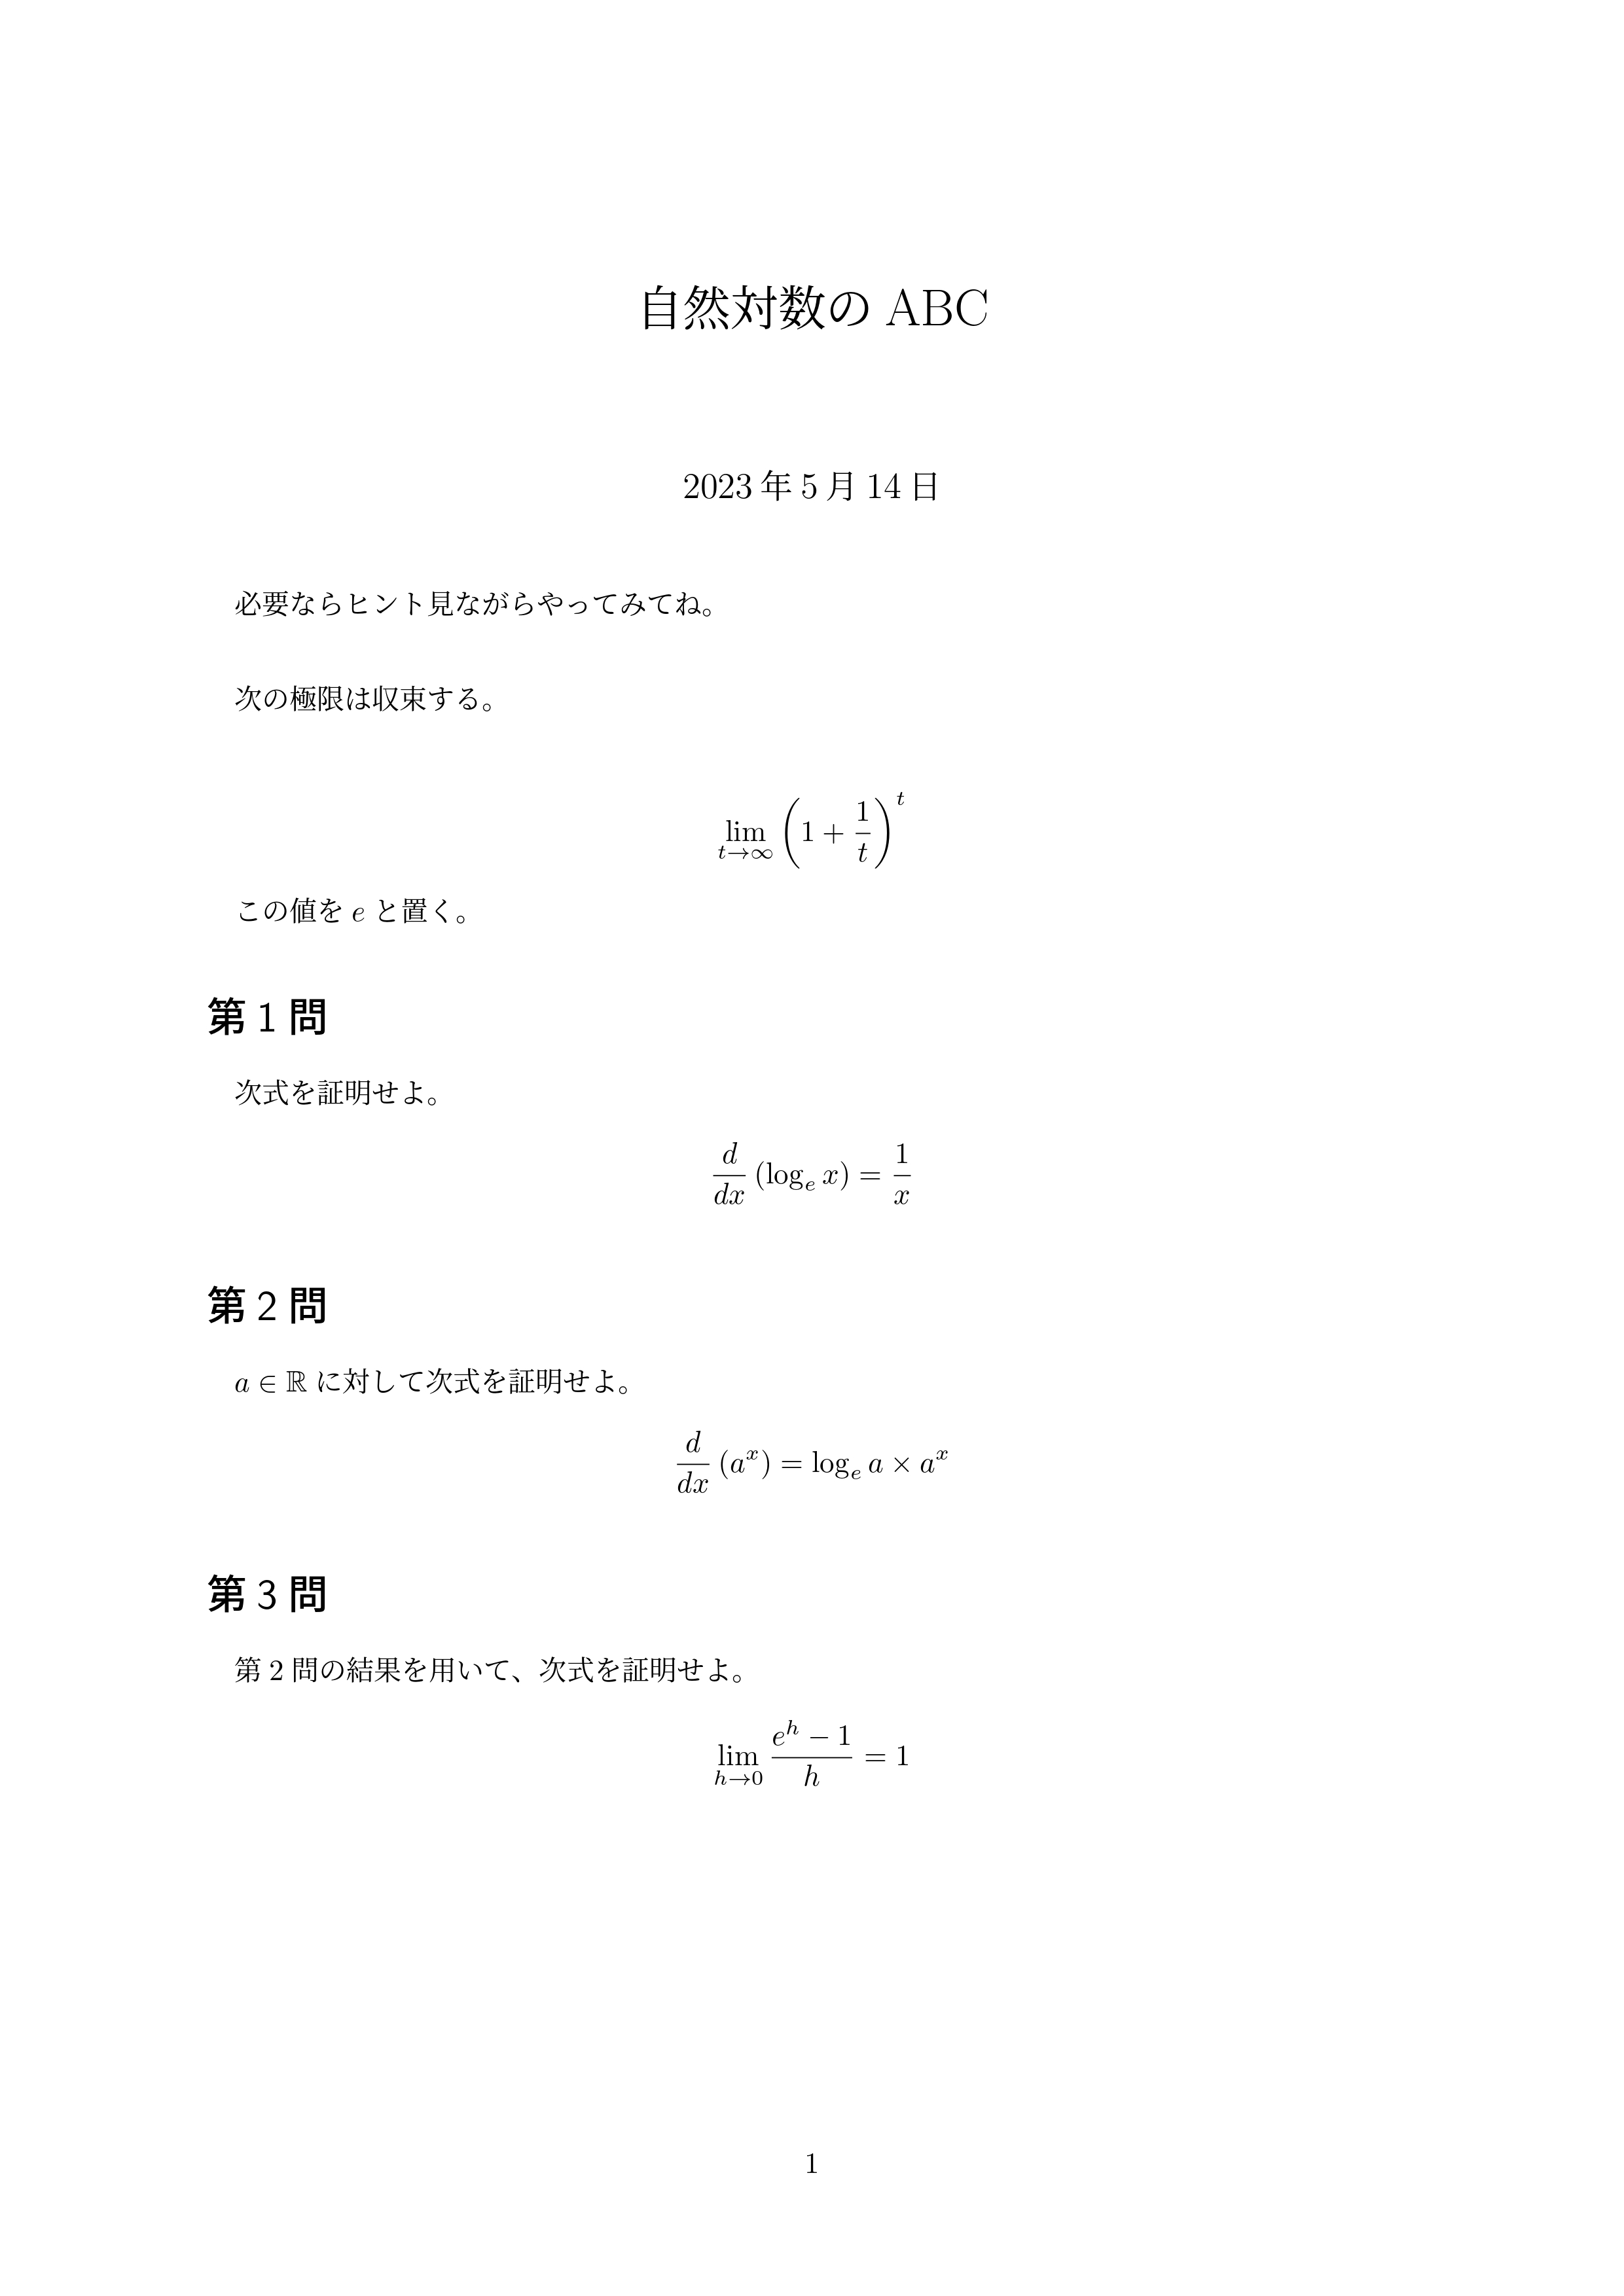 自然対数の ABC
2023 年 5 月 14 日
必要ならヒント見ながらやってみてね。
次の極限は収束する。
$$\lim_{t \to \infty} \left(1 + \frac{1}{t}\right)^t$$
この値を $e$ と置く。
第 1 問
次式を証明せよ。
$$\frac{d}{dx} (\log_e x) = \frac{1}{x}$$
第 2 問
$a \in \mathbb{R}$ に対して次式を証明せよ。
$$\frac{d}{dx} (a^x) = \log_e a \times a^x$$
第 3 問
第 2 問の結果を用いて、次式を証明せよ。
$$\lim_{h \to 0} \frac{e^h - 1}{h} = 1$$
1